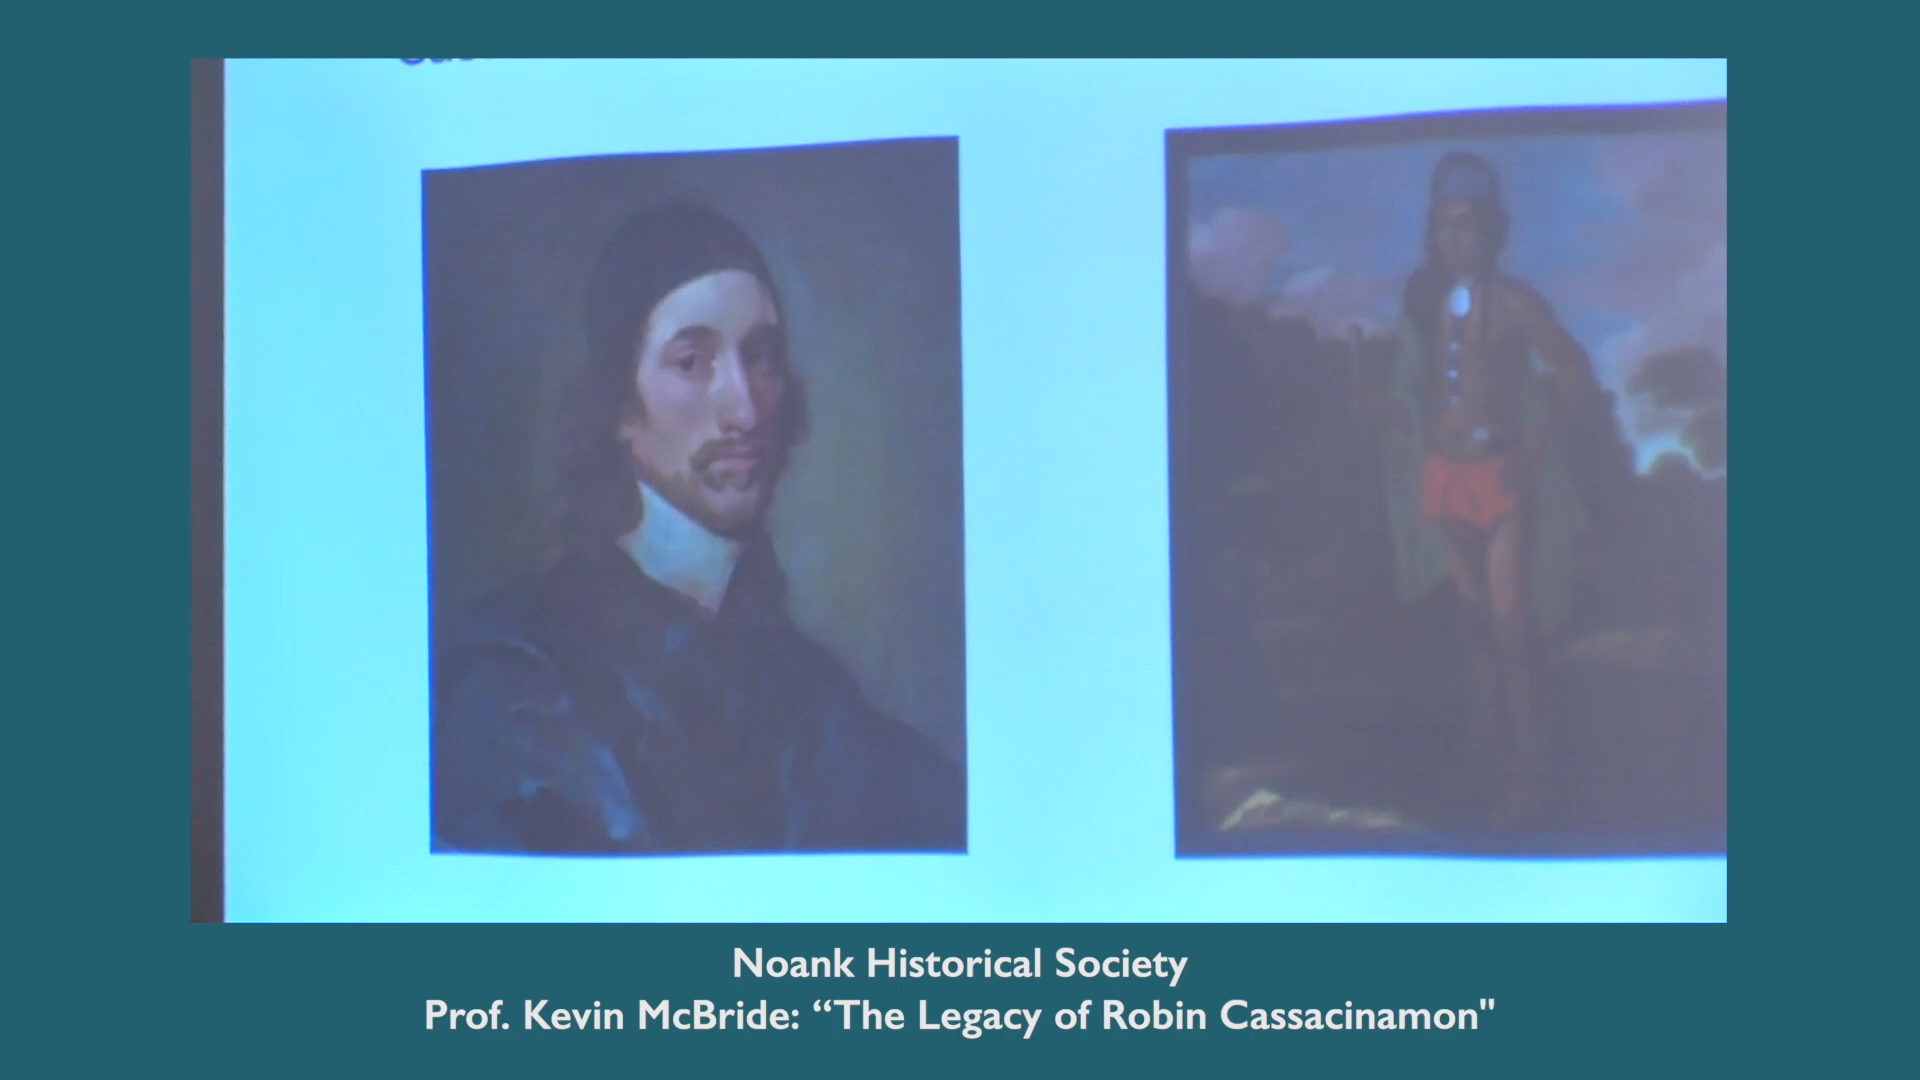 Noank Historical Society
Prof. Kevin McBride: “The Legacy of Robin Cassacinamon"